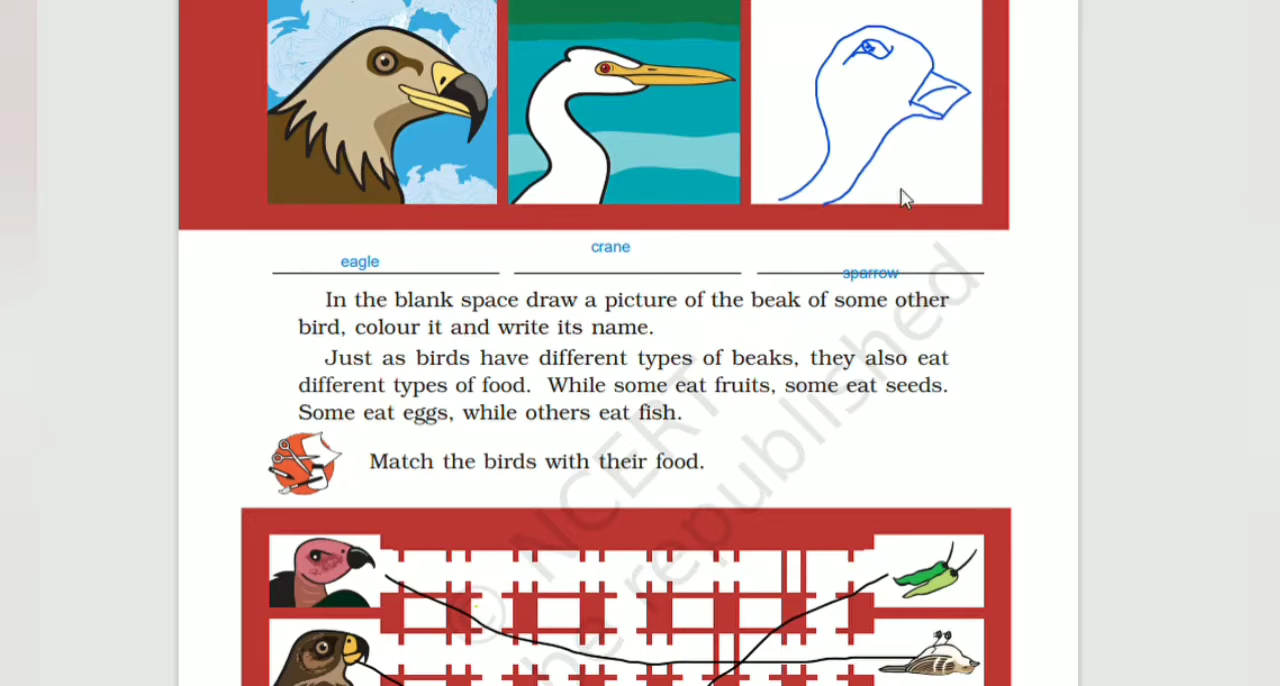 eagle
crane
sparrow
In the blank space draw a picture of the beak of some other
bird, colour it and write its name.
Just as birds have different types of beaks, they also eat
different types of food. While some eat fruits, some eat seeds.
Some eat eggs, while others eat fish.
Match the birds with their food.
© NCERT
be republished